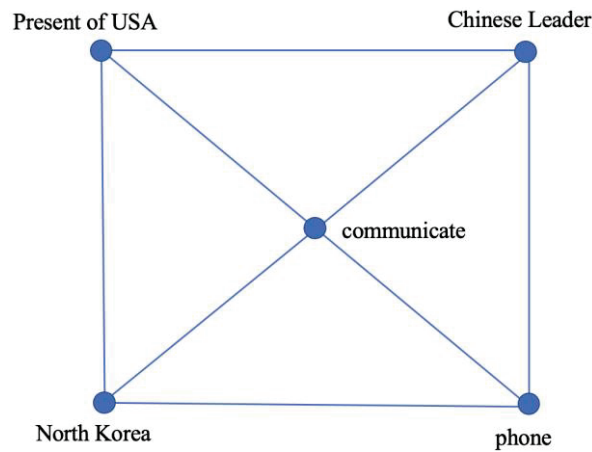 Present of USA
Chinese Leader
communicate
North Korea
phone